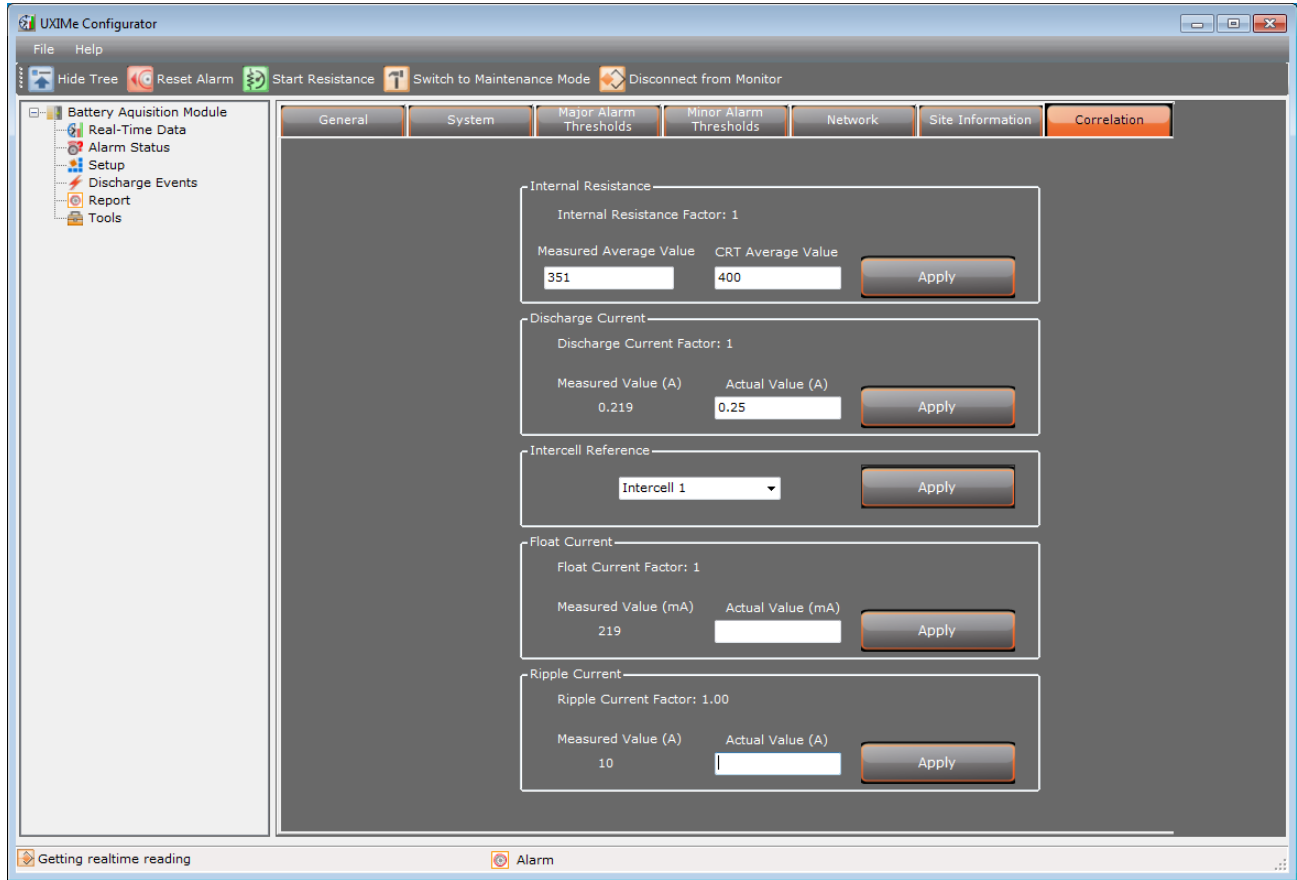 UXIMe Configurator
File Help
Hide Tree Reset Alarm Start Resistance Switch to Maintenance Mode Disconnect from Monitor
Battery Aquisition Module
Real-Time Data
Alarm Status
Setup
Discharge Events
Report
Tools
General System Major Alarm Thresholds Minor Alarm Thresholds Network Site Information Correlation
Internal Resistance
Internal Resistance Factor: 1
Measured Average Value CRT Average Value
351 400 Apply
Discharge Current
Discharge Current Factor: 1
Measured Value (A) Actual Value (A)
0.219 0.25 Apply
Intercell Reference
Intercell 1 Apply
Float Current
Float Current Factor: 1
Measured Value (mA) Actual Value (mA)
219 Apply
Ripple Current
Ripple Current Factor: 1.00
Measured Value (A) Actual Value (A)
10 Apply
Getting realtime reading Alarm